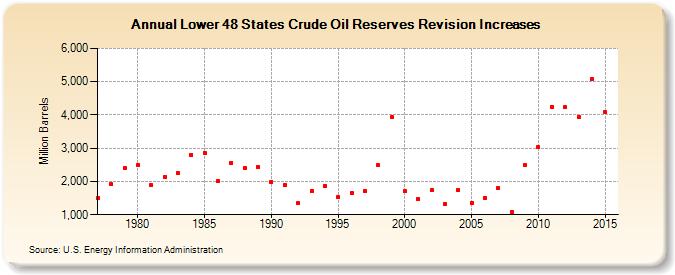 Annual Lower 48 States Crude Oil Reserves Revision Increases
Million Barrels
6,000
5,000
4,000
3,000
2,000
1,000
1980 1985 1990 1995 2000 2005 2010 2015
Source: U.S. Energy Information Administration